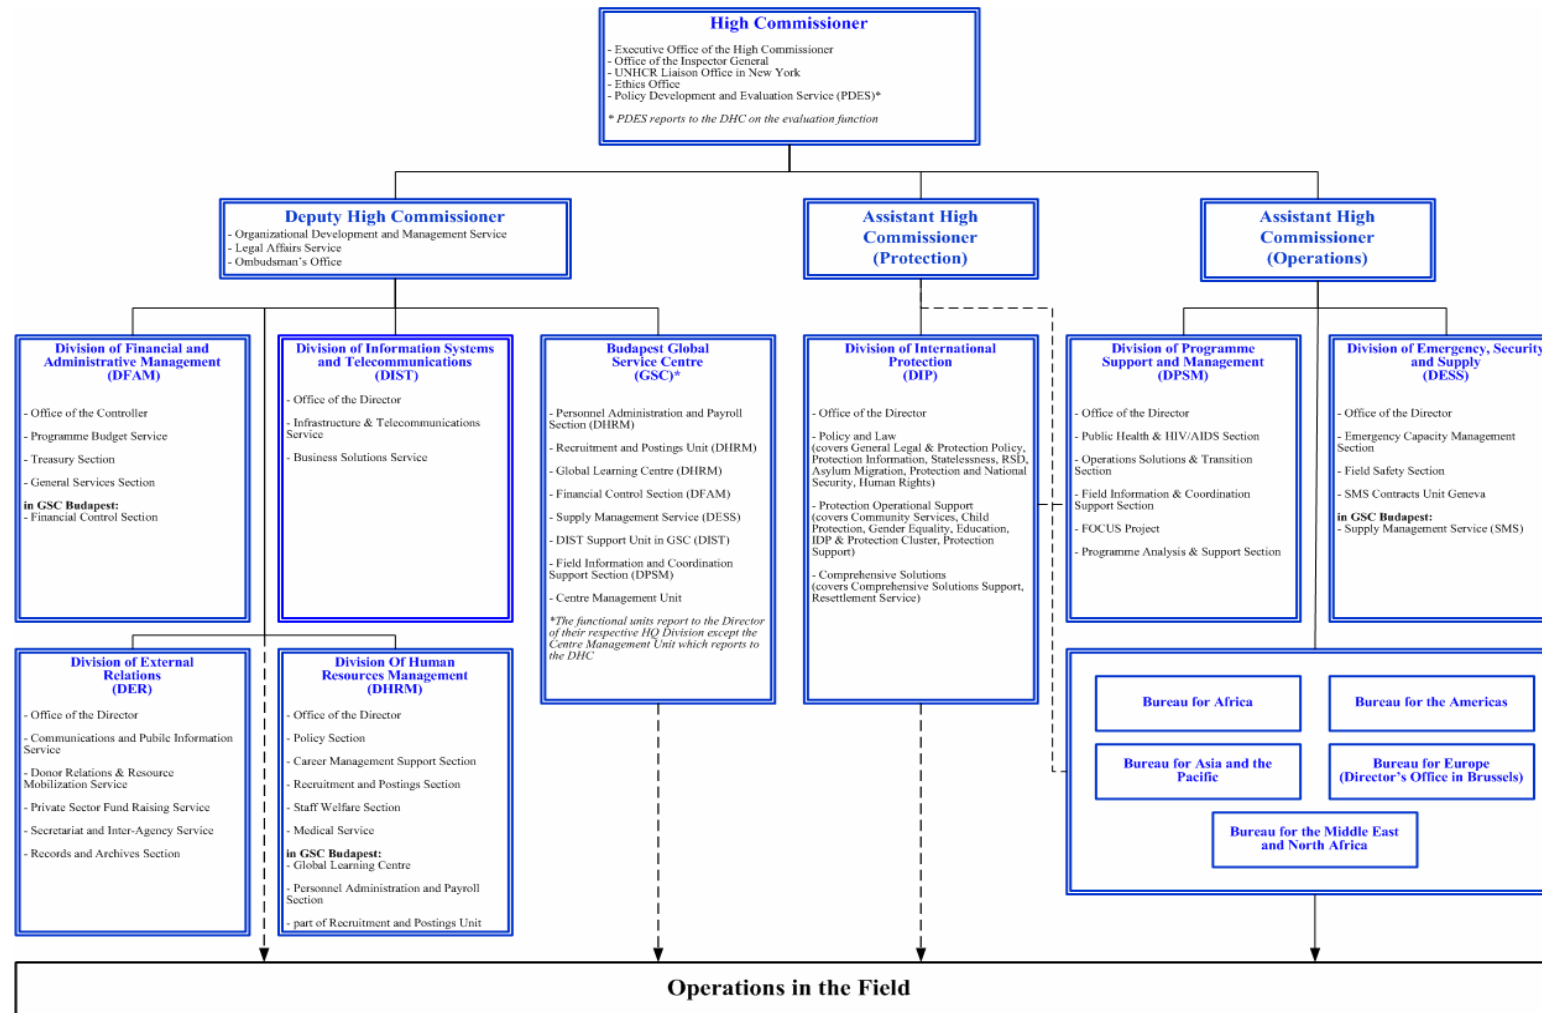 High Commissioner
- Executive Office of the High Commissioner
- Office of the Inspector General
- UNHCR Liaison Office in New York
- Ethics Office
- Policy Development and Evaluation Service (PDES)*
* PDES reports to the DHC on the evaluation function
Deputy High Commissioner
- Organizational Development and Management Service
- Legal Affairs Service
- Ombudsman's Office
Assistant High
Commissioner
(Protection)
Assistant High
Commissioner
(Operations)
Division of Financial and
Administrative Management
(DFAM)
- Office of the Controller
- Programme Budget Service
- Treasury Section
- General Services Section
in GSC Budapest:
- Financial Control Section
Division of Information Systems
and Telecommunications
(DIST)
- Office of the Director
- Infrastructure & Telecommunications
Service
- Business Solutions Service
Budapest Global
Service Centre
(GSC)*
- Personnel Administration and Payroll
Section (DHRM)
- Recruitment and Postings Unit (DHRM)
- Global Learning Centre (DHRM)
- Financial Control Section (DFAM)
- Supply Management Service (DESS)
- DIST Support Unit in GSC (DIST)
- Field Information and Coordination
Support Section (DPSM)
- Centre Management Unit
*The functional units report to the Director
of their respective HQ Division except the
Centre Management Unit which reports to
the DHC
Division of International
Protection
(DIP)
- Office of the Director
- Policy and Law
(covers General Legal & Protection Policy,
Protection Information, Statelessness, RSD,
Asylum Migration, Protection and National
Security, Human Rights)
- Protection Operational Support
(covers Community Services, Child
Protection, Gender Equality, Education,
IDP & Protection Cluster, Protection
Support)
- Comprehensive Solutions
(covers Comprehensive Solutions Support,
Resettlement Service)
Division of Programme
Support and Management
(DPSM)
- Office of the Director
- Public Health & HIV/AIDS Section
- Operations Solutions & Transition
Section
- Field Information & Coordination
Support Section
- FOCUS Project
- Programme Analysis & Support Section
Division of Emergency, Security
and Supply
(DESS)
- Office of the Director
- Emergency Capacity Management
Section
- Field Safety Section
- SMS Contracts Unit Geneva
in GSC Budapest:
- Supply Management Service (SMS)
Division of External
Relations
(DER)
- Office of the Director
- Communications and Public Information
Service
- Donor Relations & Resource
Mobilization Service
- Private Sector Fund Raising Service
- Secretariat and Inter-Agency Service
- Records and Archives Section
Division Of Human
Resources Management
(DHRM)
- Office of the Director
- Policy Section
- Career Management Support Section
- Recruitment and Postings Section
- Staff Welfare Section
- Medical Service
in GSC Budapest:
- Global Learning Centre
- Personnel Administration and Payroll
Section
- part of Recruitment and Postings Unit
Bureau for Africa
Bureau for the Americas
Bureau for Asia and the
Pacific
Bureau for Europe
(Director's Office in Brussels)
Bureau for the Middle East
and North Africa
Operations in the Field